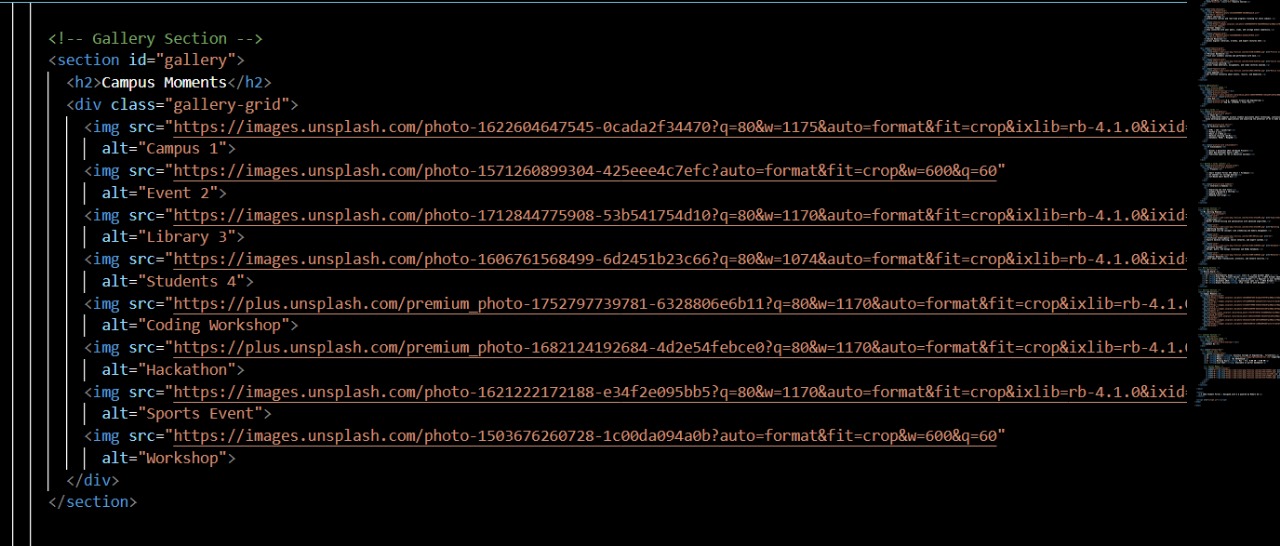 <!-- Gallery Section -->
<section id="gallery">
<h2>Campus Moments</h2>
<div class="gallery-grid">
<img src="https://images.unsplash.com/photo-1622604647545-0cada2f34470?q=80&w=1175&auto=format&fit=crop&ixlib=rb-4.1.0&ixid=
alt="Campus 1">
<img src="https://images.unsplash.com/photo-1571260899304-425eee4c7efc?auto=format&fit=crop&w=600&q=60"
alt="Event 2">
<img src="https://images.unsplash.com/photo-1712844775908-53b541754d10?q=80&w=1170&auto=format&fit=crop&ixlib=rb-4.1.0&ixid=
alt="Library 3">
<img src="https://images.unsplash.com/photo-1606761568499-6d2451b23c66?q=80&w=1074&auto=format&fit=crop&ixlib=rb-4.1.0&ixid=
alt="Students 4">
<img src="https://plus.unsplash.com/premium_photo-1752797739781-6328806e6b11?q=80&w=1170&auto=format&fit=crop&ixlib=rb-4.1.0
alt="Coding Workshop">
<img src="https://plus.unsplash.com/premium_photo-1682124192684-4d2e54febce0?q=80&w=1170&auto=format&fit=crop&ixlib=rb-4.1.0
alt="Hackathon">
<img src="https://images.unsplash.com/photo-1621222172188-e34f2e095bb5?q=80&w=1170&auto=format&fit=crop&ixlib=rb-4.1.0&ixid=
alt="Sports Event">
<img src="https://images.unsplash.com/photo-1503676260728-1c00da094a0b?auto=format&fit=crop&w=600&q=60"
alt="Workshop">
</div>
</section>